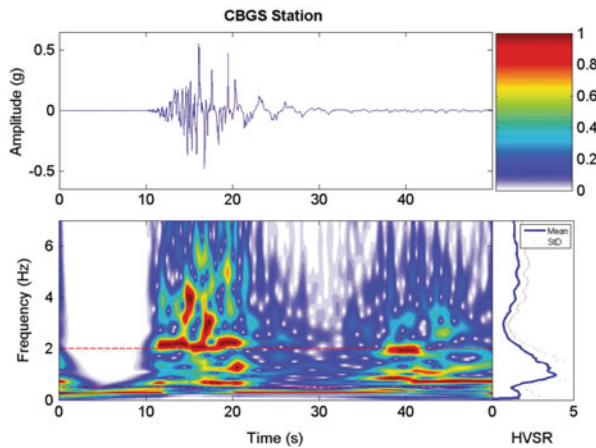 CBGS Station
Amplitude (g)
0.5
0
-0.5
0 10 20 30 40
1
0.8
0.6
0.4
0.2
0
Frequency (Hz)
6
4
2
0
0 10 20 30 40
Time (s)
Mean
StD
0 5
HVSR